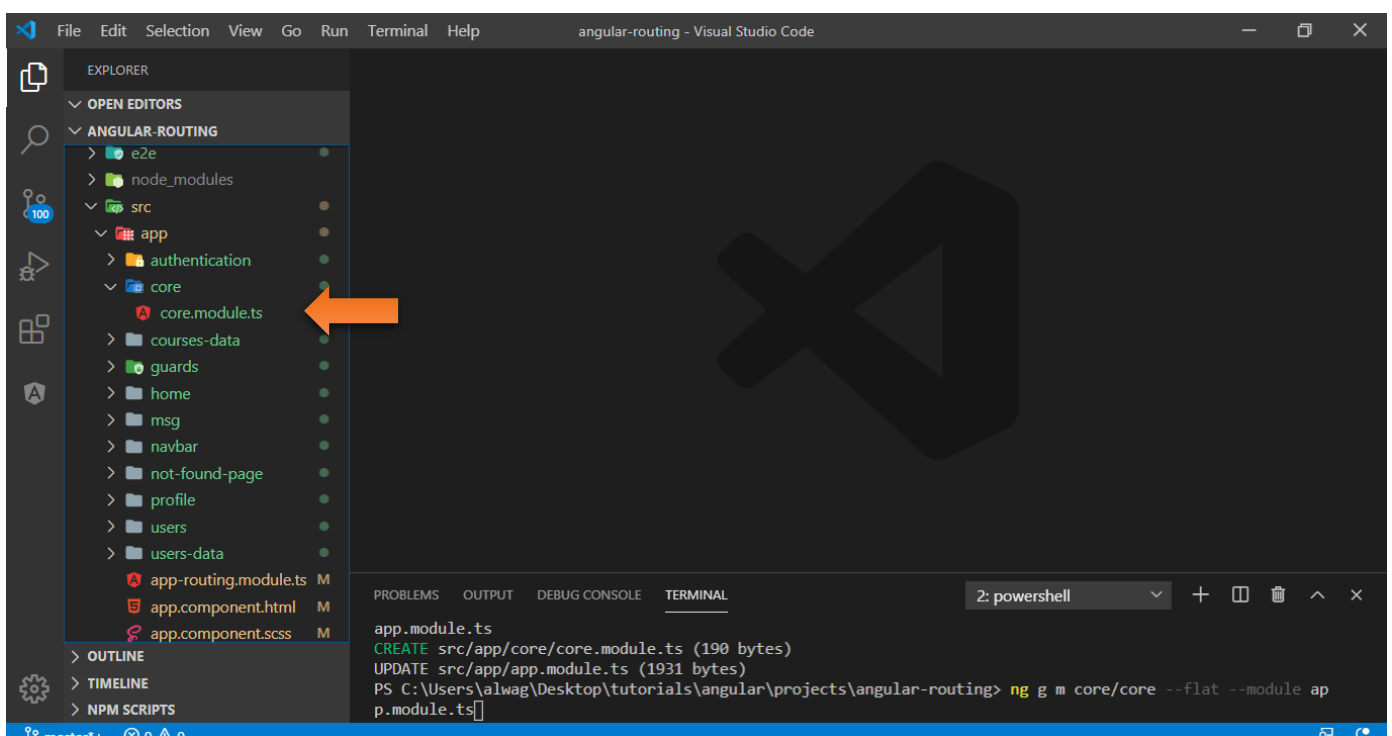 File Edit Selection View Go Run Terminal Help angular-routing - Visual Studio Code
EXPLORER
OPEN EDITORS
ANGULAR-ROUTING
e2e
node_modules
src
100
app
authentication
core
core.module.ts
courses-data
guards
home
msg
navbar
not-found-page
profile
users
users-data
app-routing.module.ts M
app.component.html M
app.component.scss M
OUTLINE
TIMELINE
NPM SCRIPTS
PROBLEMS OUTPUT DEBUG CONSOLE TERMINAL 2: powershell
app.module.ts
CREATE src/app/core/core.module.ts (190 bytes)
UPDATE src/app/app.module.ts (1931 bytes)
PS C:\Users\alwag\Desktop\tutorials\angular\projects\angular-routing> ng g m core/core --flat --module ap
p.module.ts